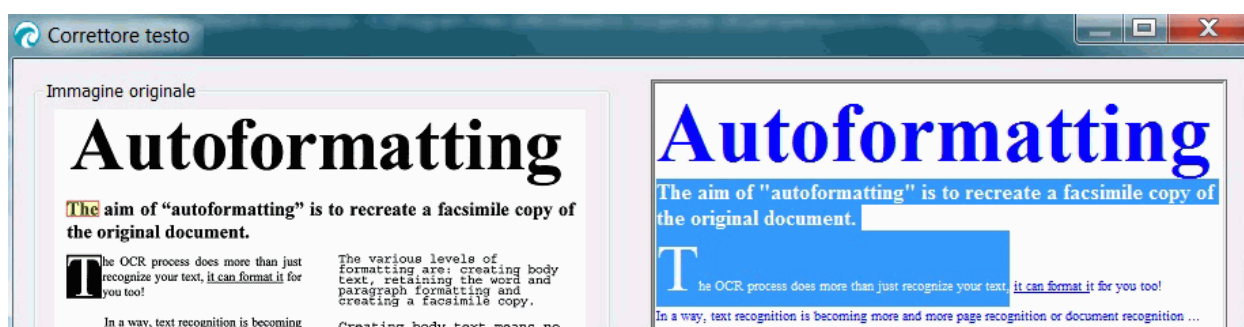 Correttore testo
Immagine originale
Autoformatting
The aim of “autoformatting” is to recreate a facsimile copy of
the original document.
The OCR process does more than just
recognize your text, it can format it for
you too!
In a way, text recognition is becoming
The various levels of
formatting are: creating body
text, retaining the word and
paragraph formatting and
creating a facsimile copy.
Creating body text means no
Autoformatting
The aim of "autoformatting" is to recreate a facsimile copy of
the original document.
The OCR process does more than just recognize your text, it can format it for you too!
In a way, text recognition is becoming more and more page recognition or document recognition ...